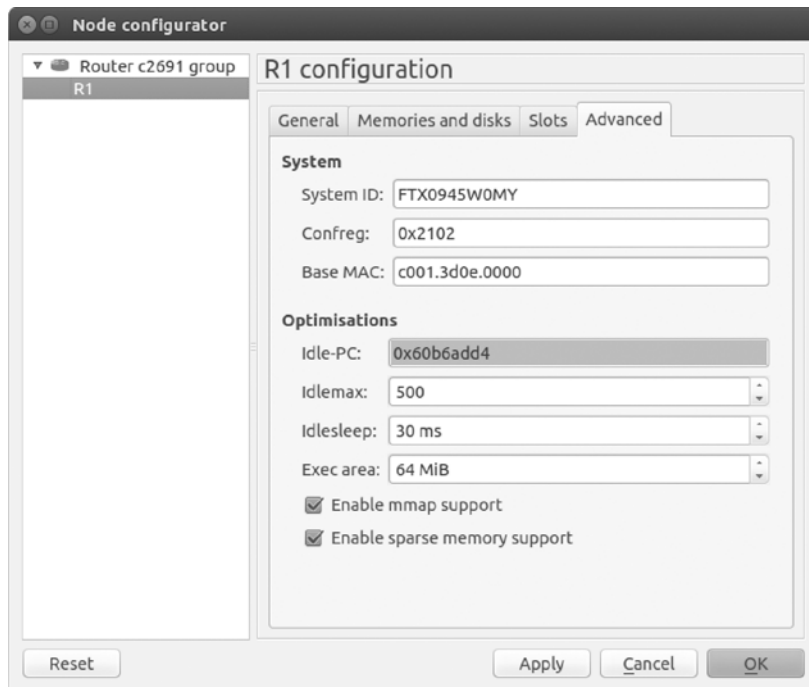 Node configurator
Router c2691 group
R1
R1 configuration
General Memories and disks Slots Advanced
System
System ID: FTX0945W0MY
Confreg: 0x2102
Base MAC: c001.3d0e.0000
Optimisations
Idle-PC: 0x60b6add4
Idlemax: 500
Idlesleep: 30 ms
Exec area: 64 MiB
Enable mmap support
Enable sparse memory support
Reset Apply Cancel OK